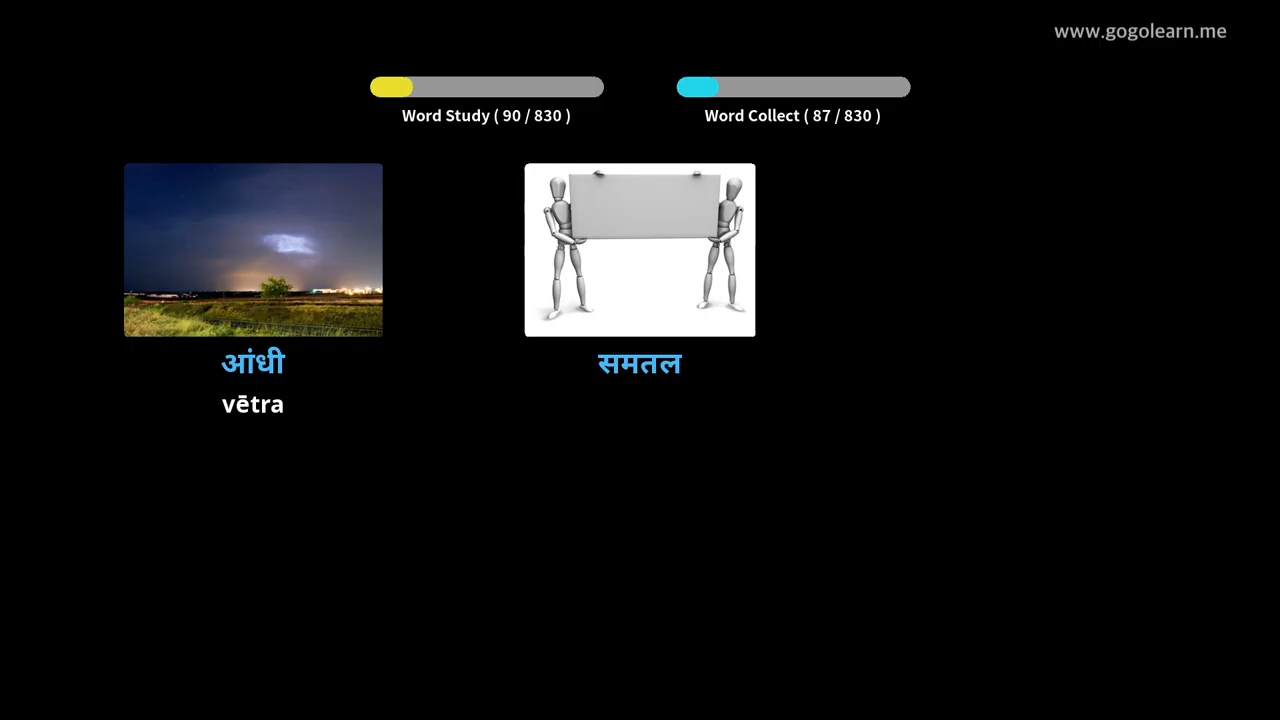 www.gogolearn.me
Word Study ( 90 / 830 )
Word Collect ( 87 / 830 )
आंधी
समतल
vētra